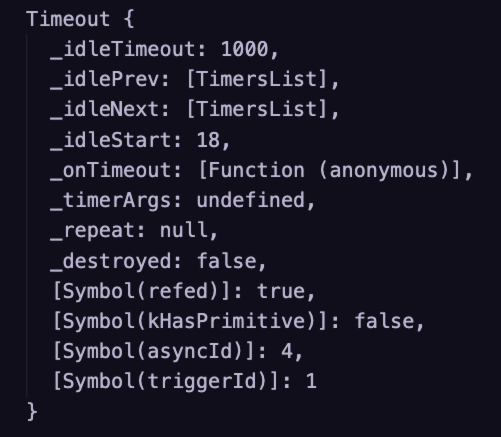 Timeout {
  _idleTimeout: 1000,
  _idlePrev: [TimersList],
  _idleNext: [TimersList],
  _idleStart: 18,
  _onTimeout: [Function (anonymous)],
  _timerArgs: undefined,
  _repeat: null,
  _destroyed: false,
  [Symbol(refed)]: true,
  [Symbol(kHasPrimitive)]: false,
  [Symbol(asyncId)]: 4,
  [Symbol(triggerId)]: 1
}